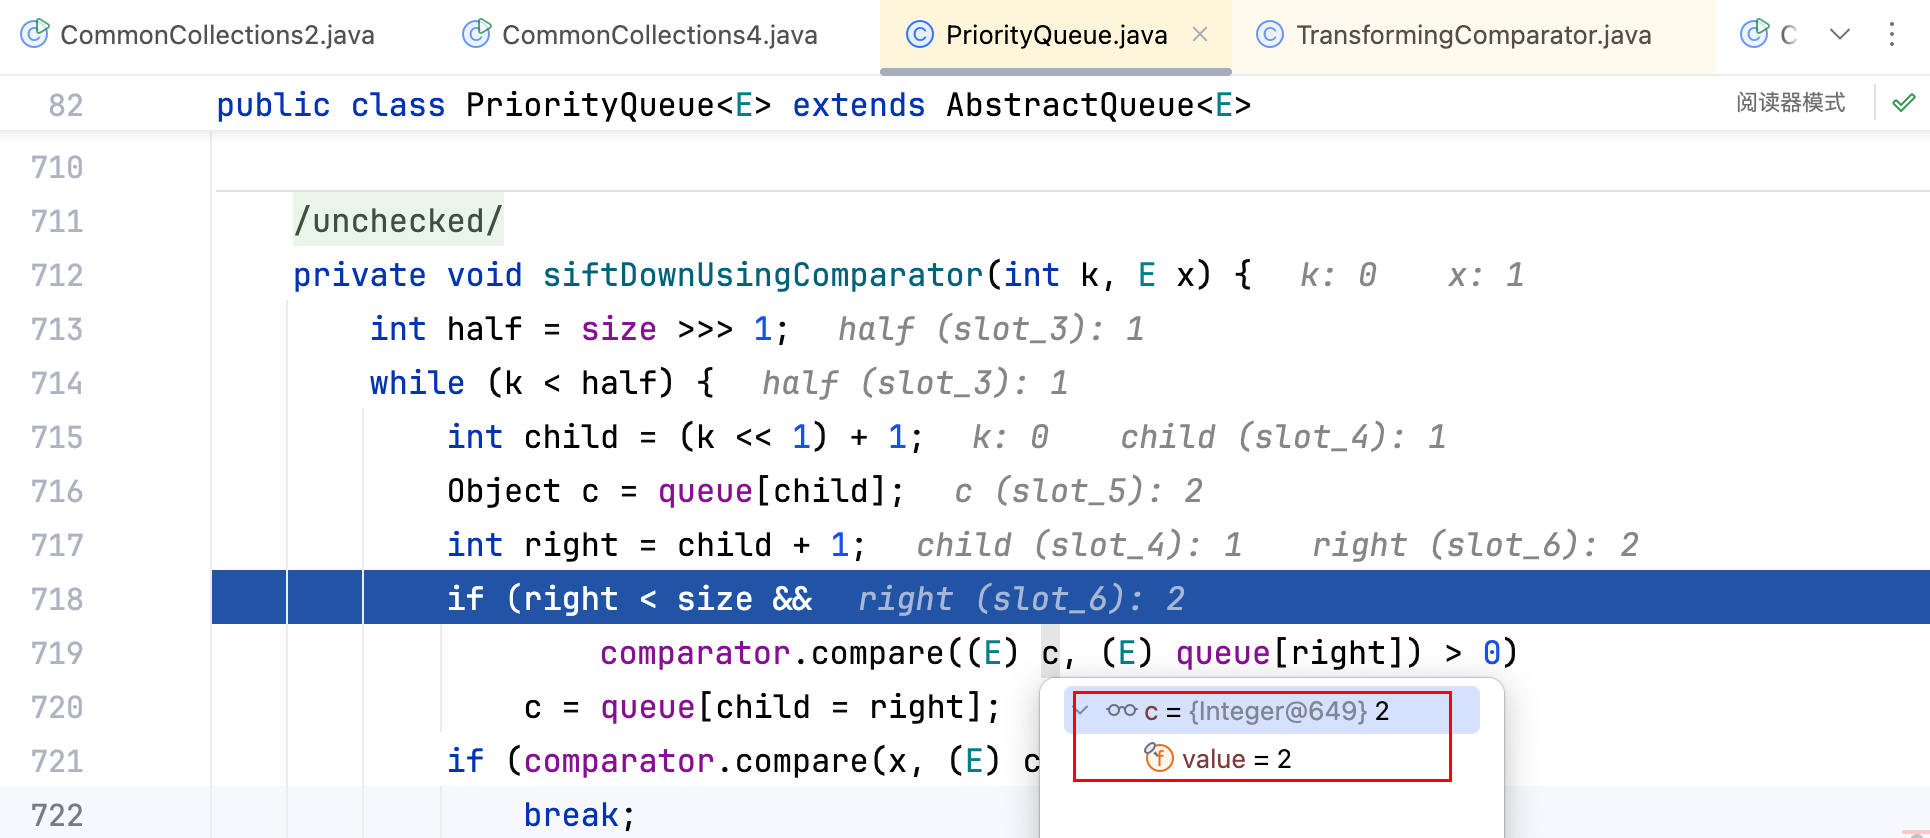 CommonCollections2.java CommonCollections4.java PriorityQueue.java TransformingComparator.java C
82 public class PriorityQueue<E> extends AbstractQueue<E> 阅读器模式
710
711 /unchecked/
712 private void siftDownUsingComparator(int k, E x) { k: 0 x: 1
713 int half = size >>> 1; half (slot_3): 1
714 while (k < half) { half (slot_3): 1
715 int child = (k << 1) + 1; k: 0 child (slot_4): 1
716 Object c = queue[child]; c (slot_5): 2
717 int right = child + 1; child (slot_4): 1 right (slot_6): 2
718 if (right < size && right (slot_6): 2
719 comparator.compare((E) c, (E) queue[right]) > 0)
720 c = queue[child = right];
c = {Integer@649} 2
721 if (comparator.compare(x, (E) c
value = 2
722 break;